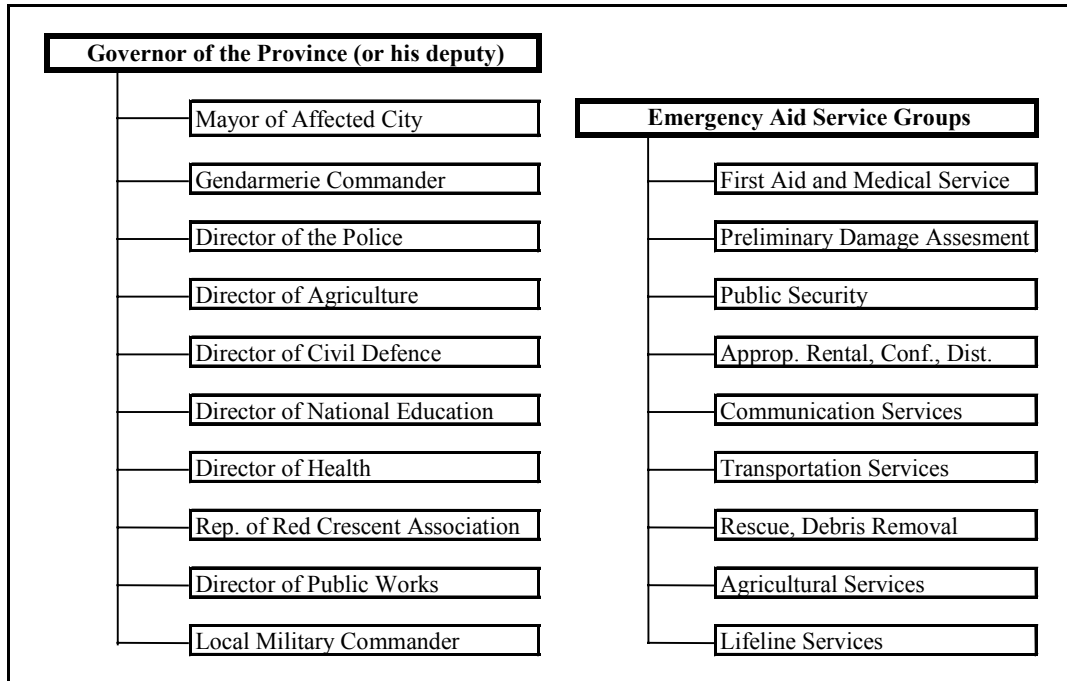 Governor of the Province (or his deputy)
Mayor of Affected City
Gendarmerie Commander
Director of the Police
Director of Agriculture
Director of Civil Defence
Director of National Education
Director of Health
Rep. of Red Crescent Association
Director of Public Works
Local Military Commander
Emergency Aid Service Groups
First Aid and Medical Service
Preliminary Damage Assesment
Public Security
Approp. Rental, Conf., Dist.
Communication Services
Transportation Services
Rescue, Debris Removal
Agricultural Services
Lifeline Services